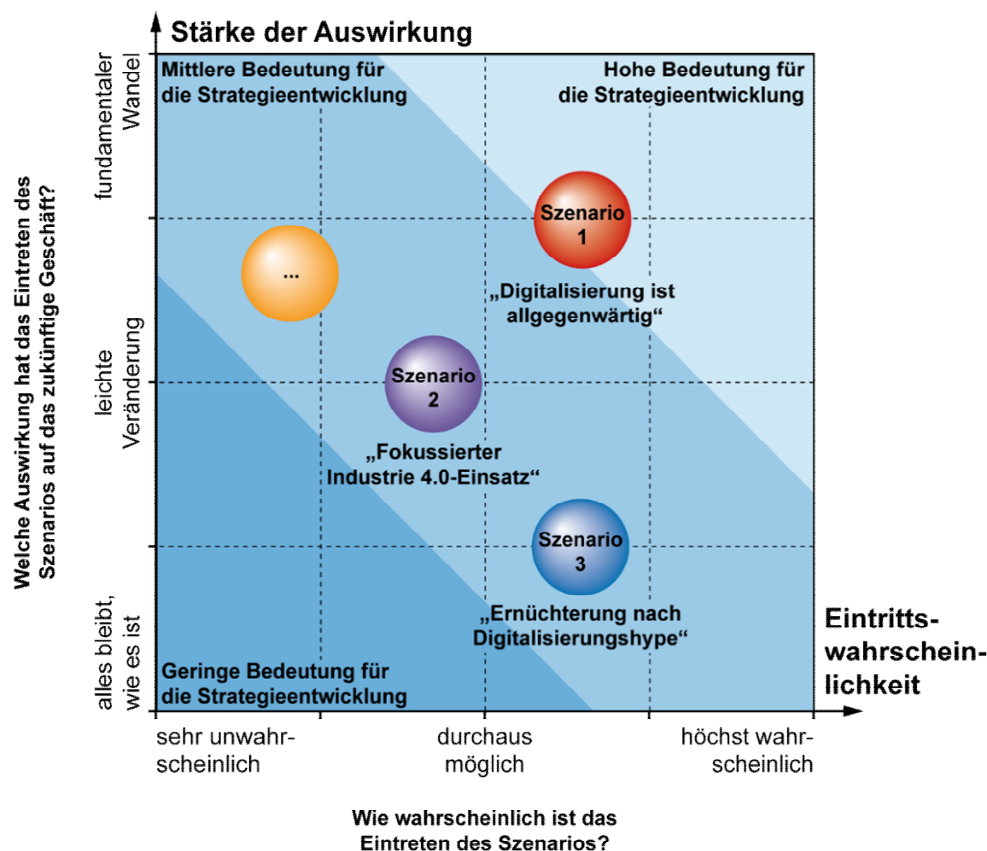 Stärke der Auswirkung
fundamentaler
Wandel
Mittlere Bedeutung für
die Strategieentwicklung
Hohe Bedeutung für
die Strategieentwicklung
Welche Auswirkung hat das Eintreten des
Szenarios auf das zukünftige Geschäft?
Szenario
1
...
„Digitalisierung ist
allgegenwärtig“
leichte
Veränderung
Szenario
2
„Fokussierter
Industrie 4.0-Einsatz“
Szenario
3
„Ernüchterung nach
Digitalisierungshype“
alles bleibt,
wie es ist
Geringe Bedeutung für
die Strategieentwicklung
Eintritts-
wahrschein-
lichkeit
sehr unwahr-
scheinlich
durchaus
möglich
höchst wahr-
scheinlich
Wie wahrscheinlich ist das
Eintreten des Szenarios?